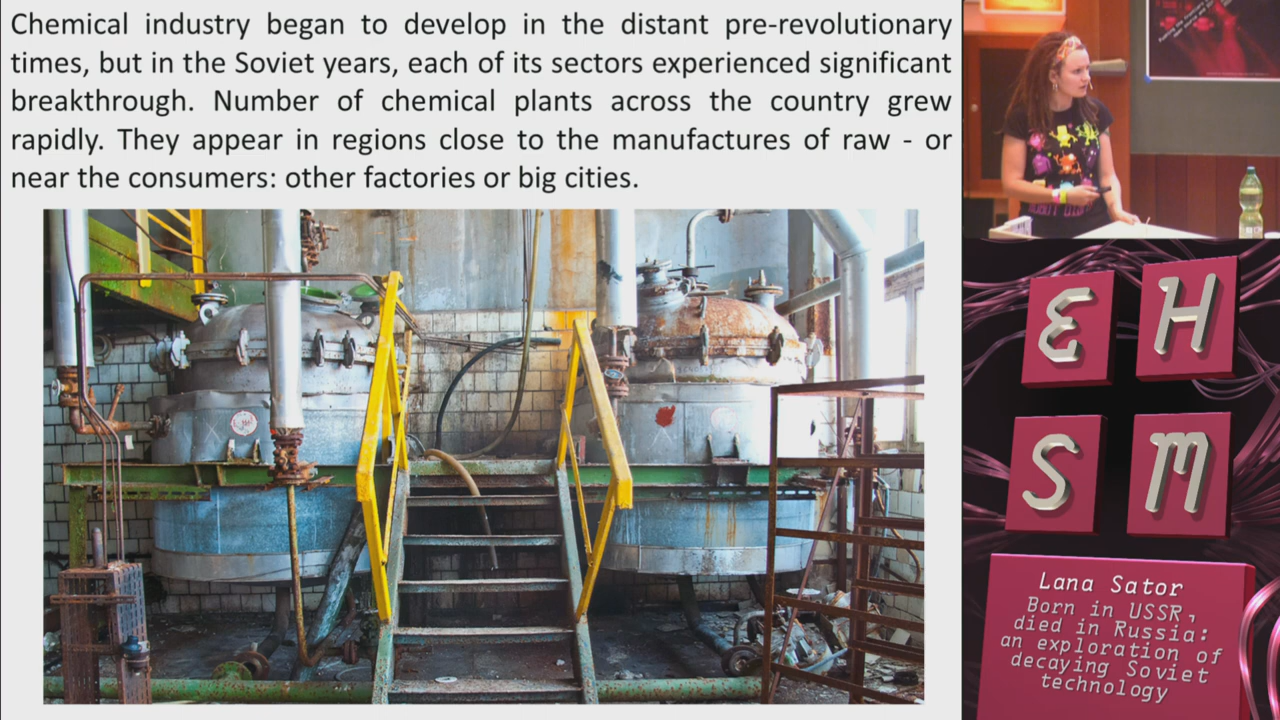 Chemical industry began to develop in the distant pre-revolutionary
times, but in the Soviet years, each of its sectors experienced significant
breakthrough. Number of chemical plants across the country grew
rapidly. They appear in regions close to the manufactures of raw - or
near the consumers: other factories or big cities.
E H
S M
Lana Sator
Born in USSR,
died in Russia:
an exploration of
decaying Soviet
technology